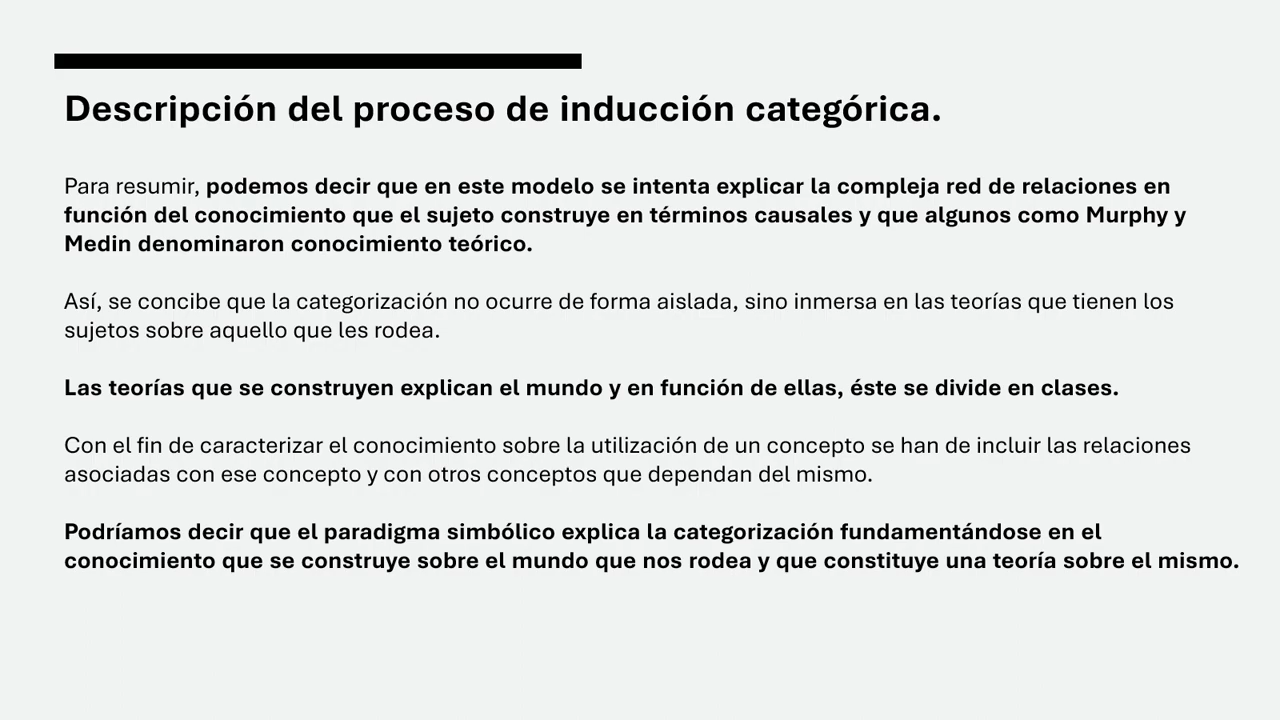 Descripción del proceso de inducción categórica.
Para resumir, podemos decir que en este modelo se intenta explicar la compleja red de relaciones en
función del conocimiento que el sujeto construye en términos causales y que algunos como Murphy y
Medin denominaron conocimiento teórico.
Así, se concibe que la categorización no ocurre de forma aislada, sino inmersa en las teorías que tienen los
sujetos sobre aquello que les rodea.
Las teorías que se construyen explican el mundo y en función de ellas, éste se divide en clases.
Con el fin de caracterizar el conocimiento sobre la utilización de un concepto se han de incluir las relaciones
asociadas con ese concepto y con otros conceptos que dependan del mismo.
Podríamos decir que el paradigma simbólico explica la categorización fundamentándose en el
conocimiento que se construye sobre el mundo que nos rodea y que constituye una teoría sobre el mismo.